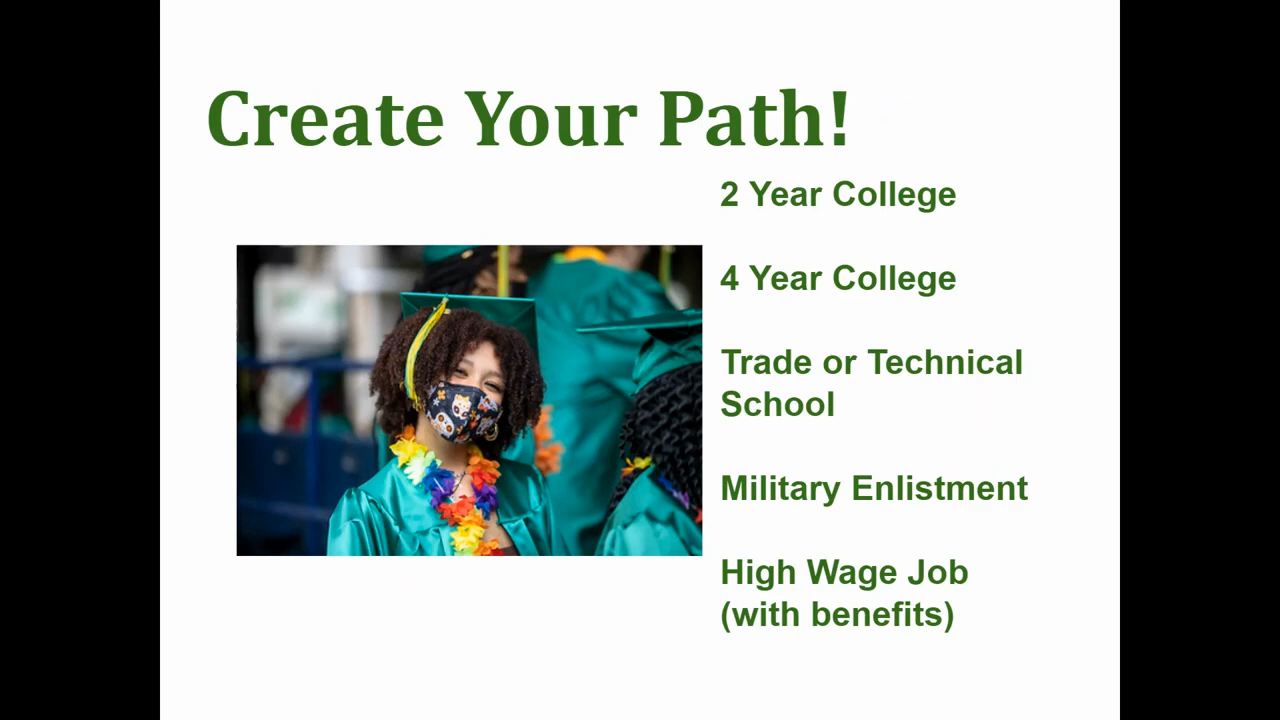 Create Your Path!
2 Year College
4 Year College
Trade or Technical
School
Military Enlistment
High Wage Job
(with benefits)